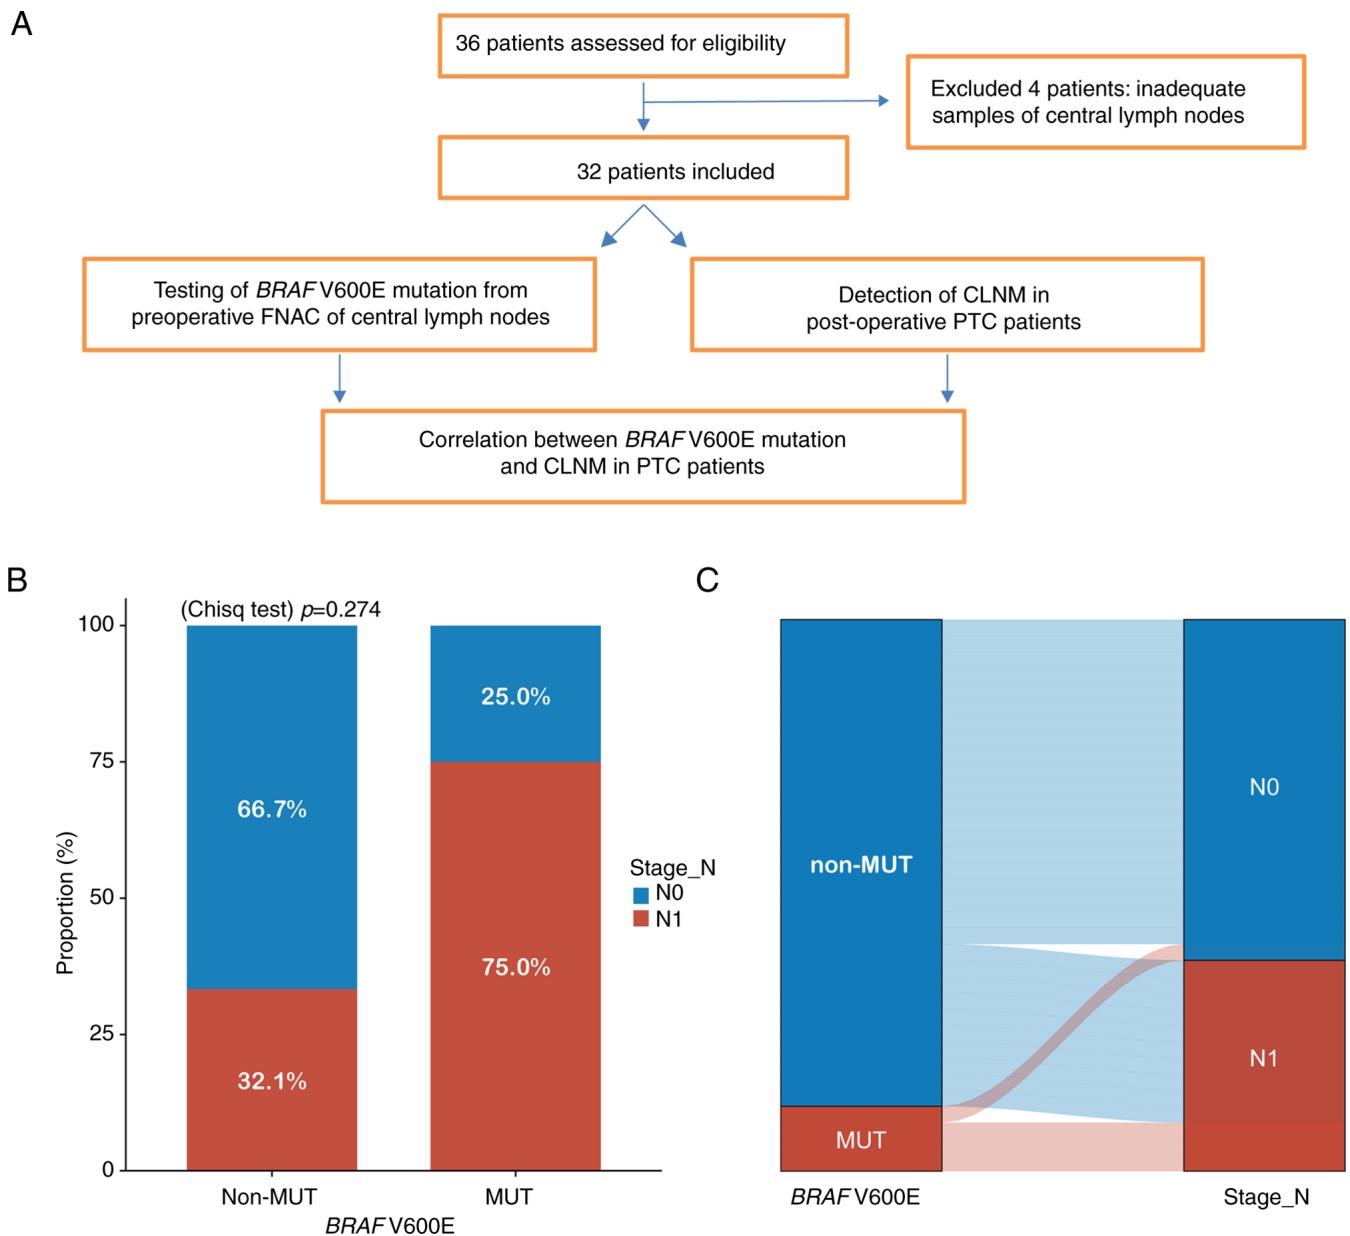 A
36 patients assessed for eligibility
Excluded 4 patients: inadequate
samples of central lymph nodes
32 patients included
Testing of BRAF V600E mutation from
preoperative FNAC of central lymph nodes
Detection of CLNM in
post-operative PTC patients
Correlation between BRAF V600E mutation
and CLNM in PTC patients
B
(Chisq test) p=0.274
100
75
50
25
0
Proportion (%)
66.7%
32.1%
25.0%
75.0%
Non-MUT
MUT
BRAF V600E
Stage_N
N0
N1
C
non-MUT
MUT
N0
N1
BRAF V600E
Stage_N